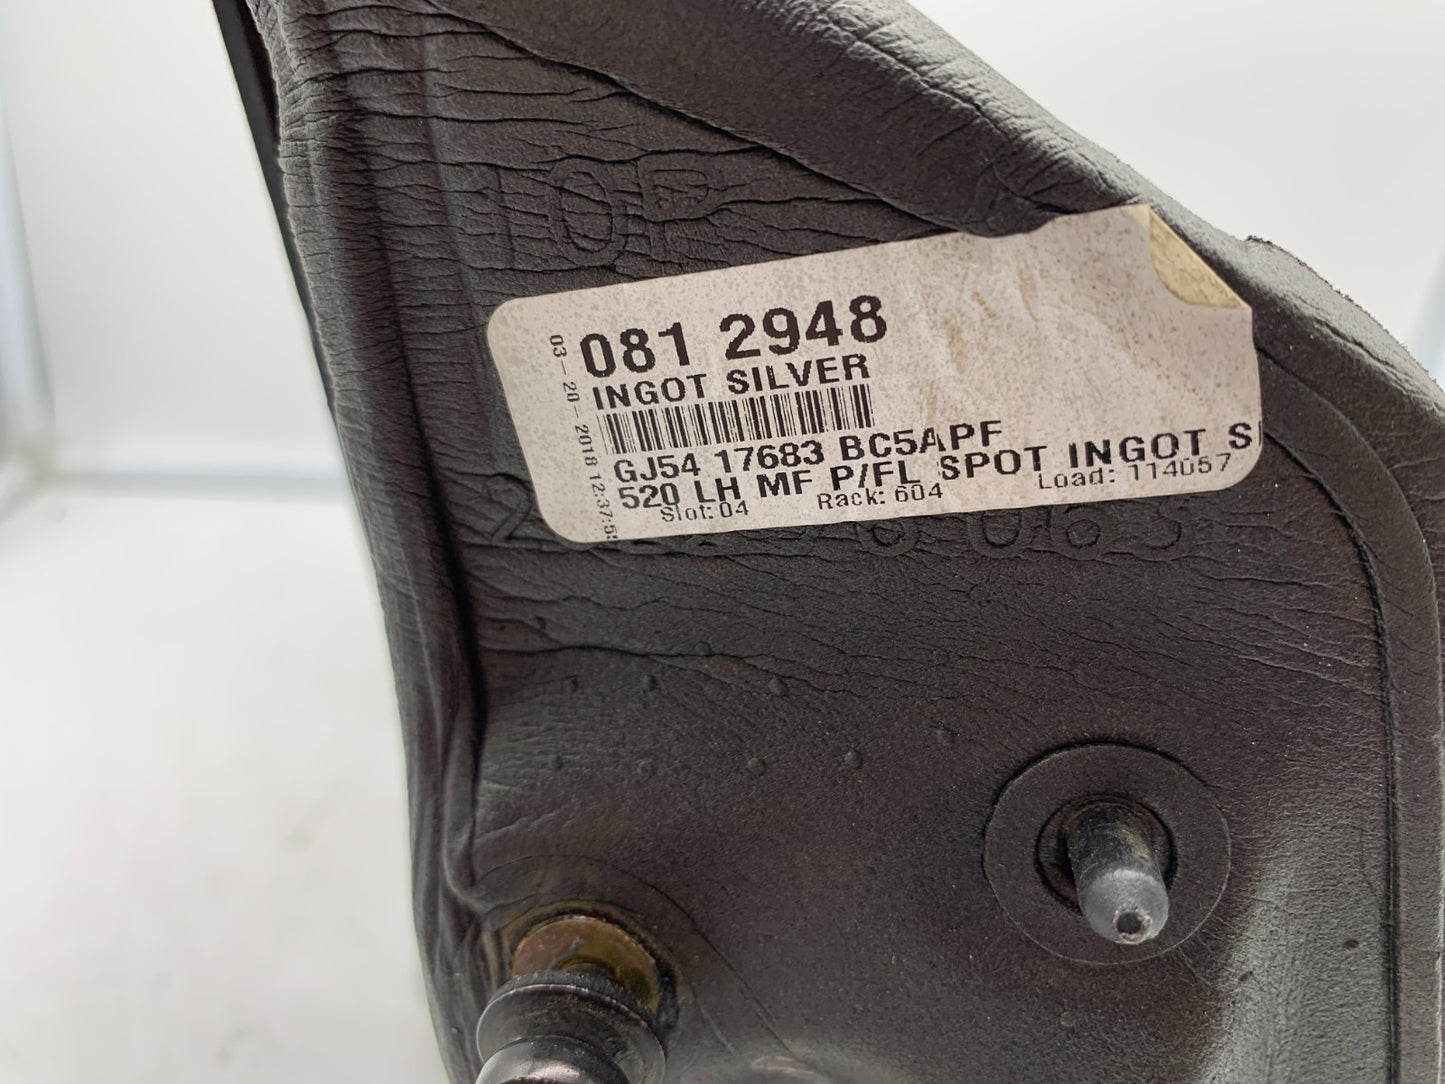 TOP
081 2948
INGOT SILVER
GJ54 17683 BC5APF
520 LH MF P/FL SPOT INGOT
Slot: 04 Rack: 604 Load: 114057
03-20-2018 12:37:5